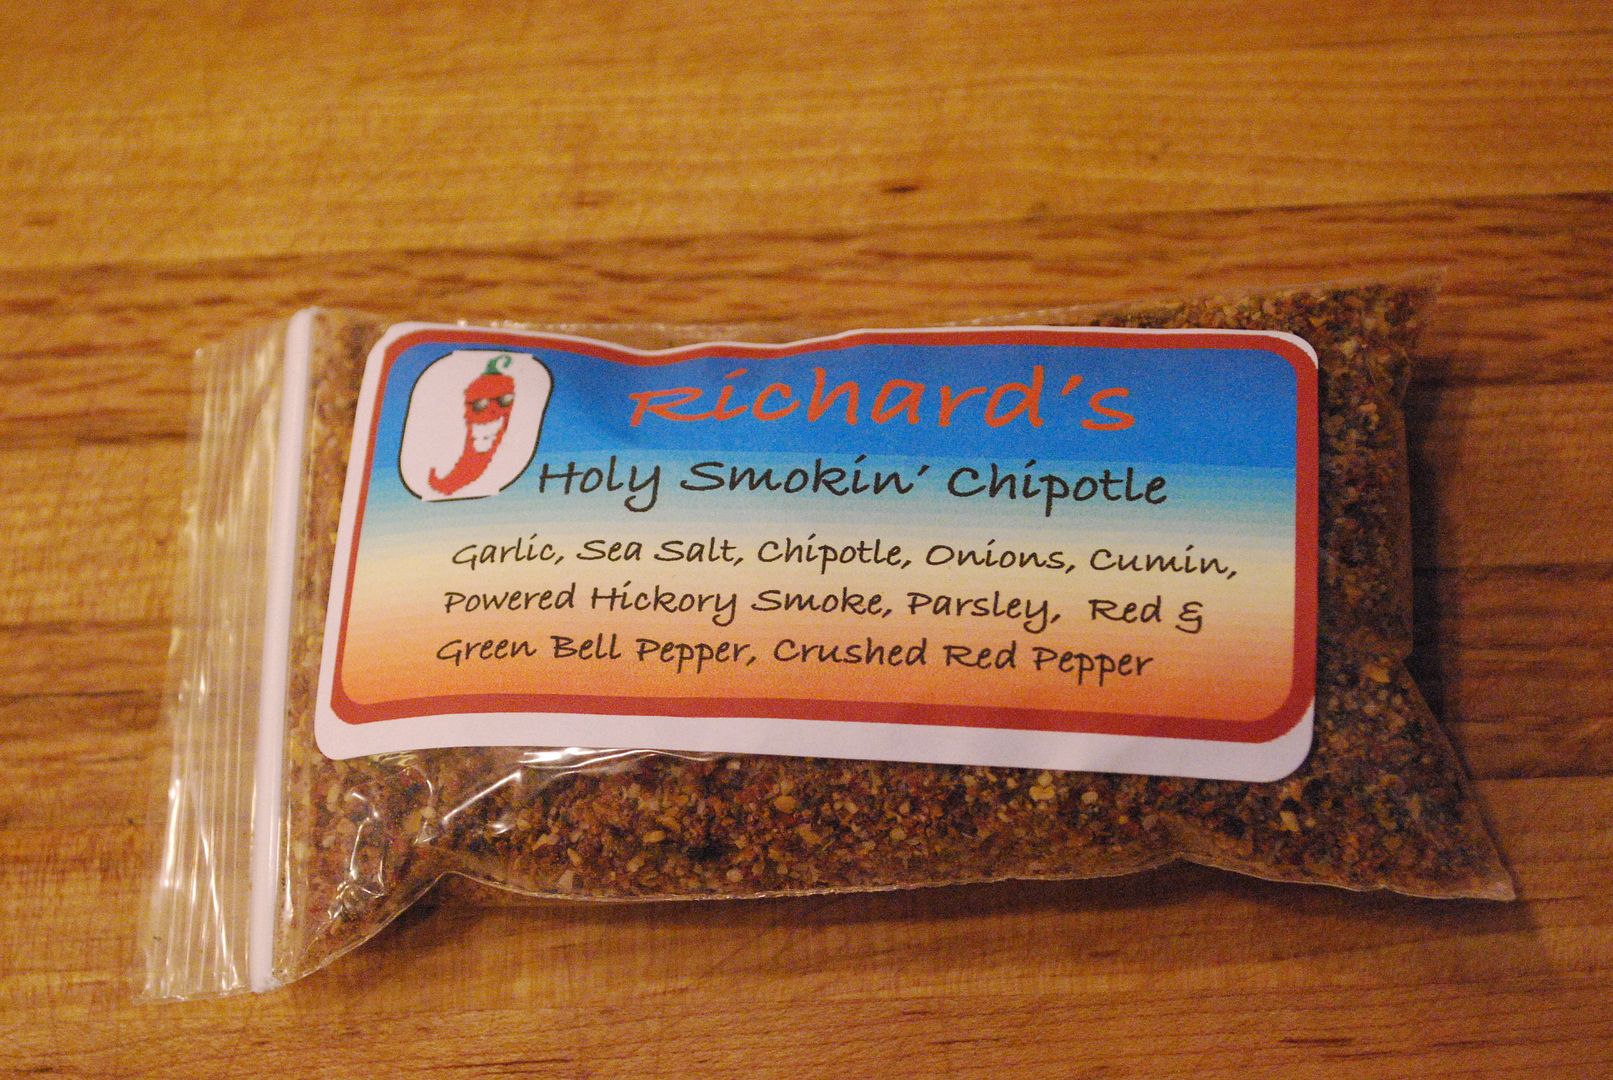 Richard's
Holy Smokin' Chipotle
Garlic, Sea Salt, Chipotle, Onions, Cumin,
Powered Hickory Smoke, Parsley, Red &
Green Bell Pepper, Crushed Red Pepper